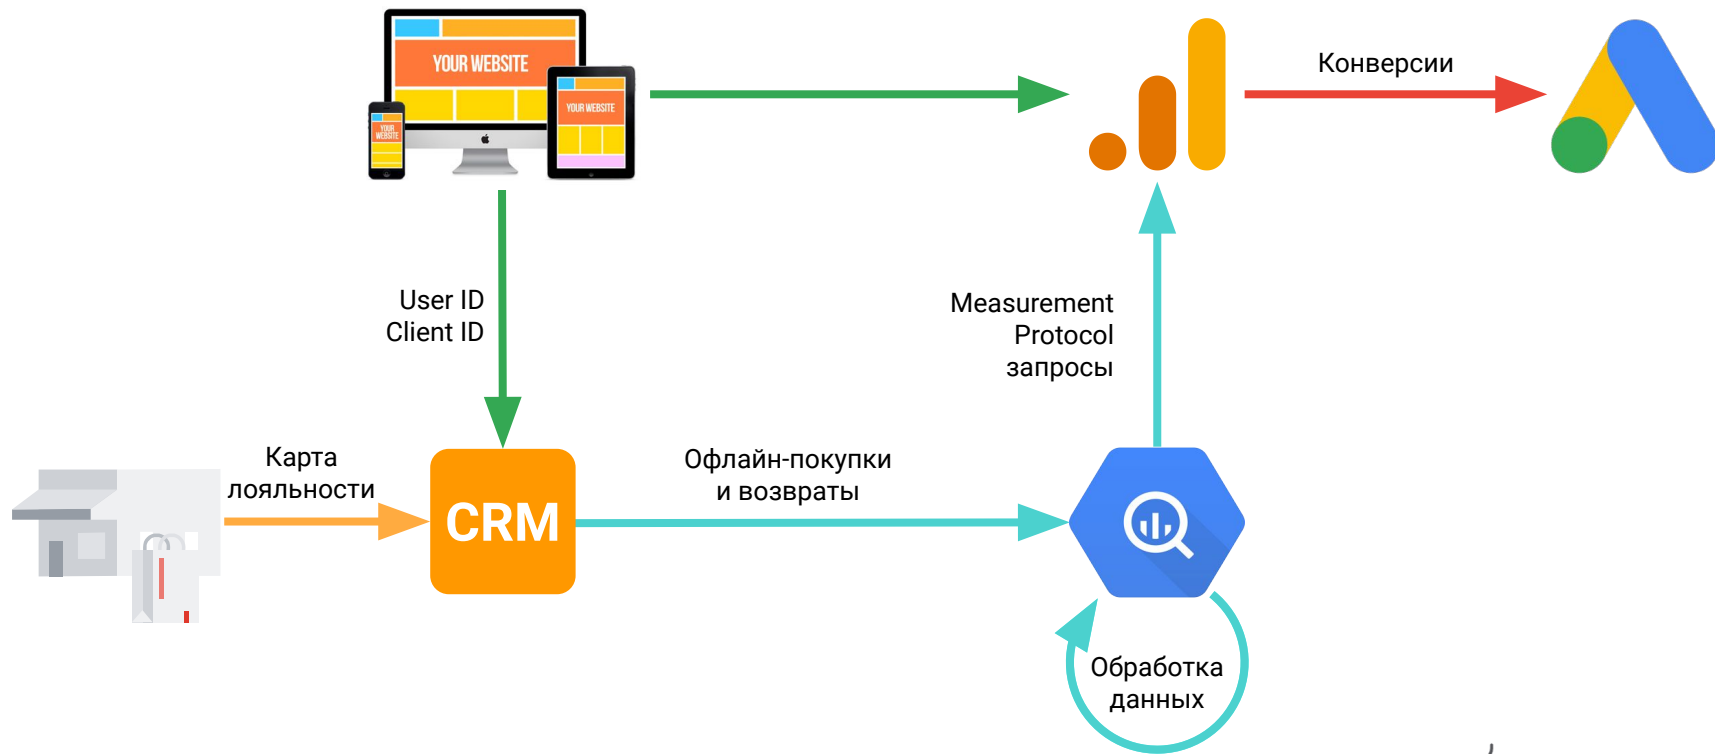 YOUR WEBSITE
YOUR WEBSITE
YOUR
WEBSITE
Конверсии
User ID
Client ID
Measurement
Protocol
запросы
Карта
лояльности
CRM
Офлайн-покупки
и возвраты
Обработка
данных